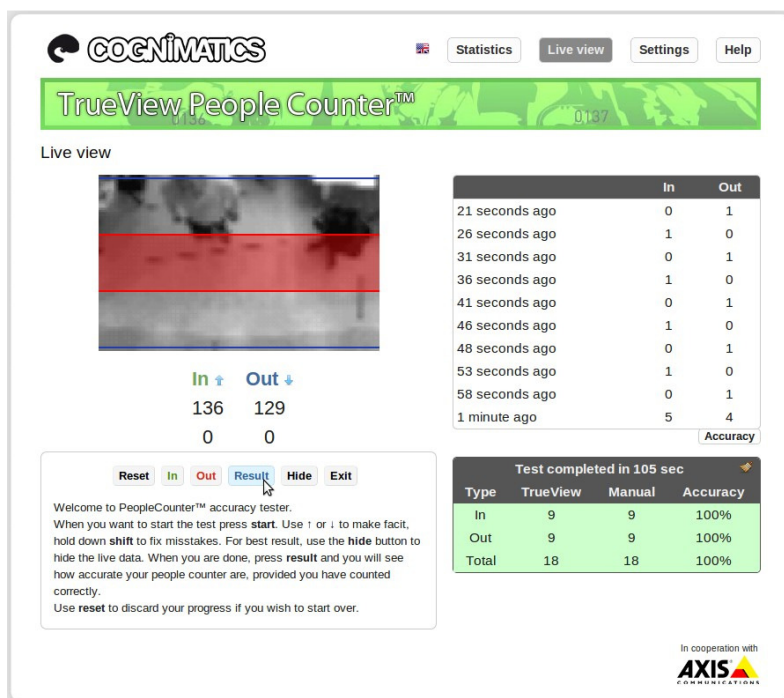 COGNIMATICS
Statistics
Live view
Settings
Help
TrueView People Counter™
0136
0137
Live view
In Out
136 129
0 0
Reset In Out Result Hide Exit
Welcome to PeopleCounter™ accuracy tester.
When you want to start the test press start. Use ↑ or ↓ to make facit,
hold down shift to fix misstakes. For best result, use the hide button to
hide the live data. When you are done, press result and you will see
how accurate your people counter are, provided you have counted
correctly.
Use reset to discard your progress if you wish to start over.
In Out
21 seconds ago 0 1
26 seconds ago 1 0
31 seconds ago 0 1
36 seconds ago 1 0
41 seconds ago 0 1
46 seconds ago 1 0
48 seconds ago 0 1
53 seconds ago 1 0
58 seconds ago 0 1
1 minute ago 5 4
Accuracy
Test completed in 105 sec
Type TrueView Manual Accuracy
In 9 9 100%
Out 9 9 100%
Total 18 18 100%
In cooperation with
AXIS
COMMUNICATIONS